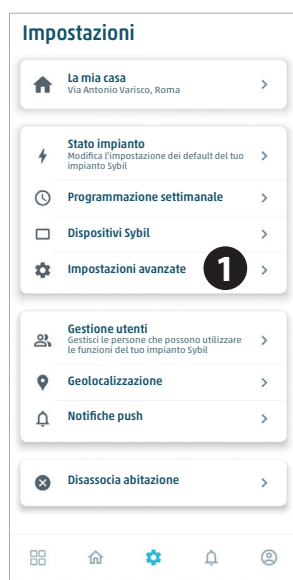 Impostazioni
La mia casa
Via Antonio Varisco, Roma
Stato impianto
Modifica l'impostazione dei default del tuo
impianto Sybil
Programmazione settimanale
Dispositivi Sybil
Impostazioni avanzate
1
Gestione utenti
Gestisci le persone che possono utilizzare
le funzioni del tuo impianto Sybil
Geolocalizzazione
Notifiche push
Disassocia abitazione